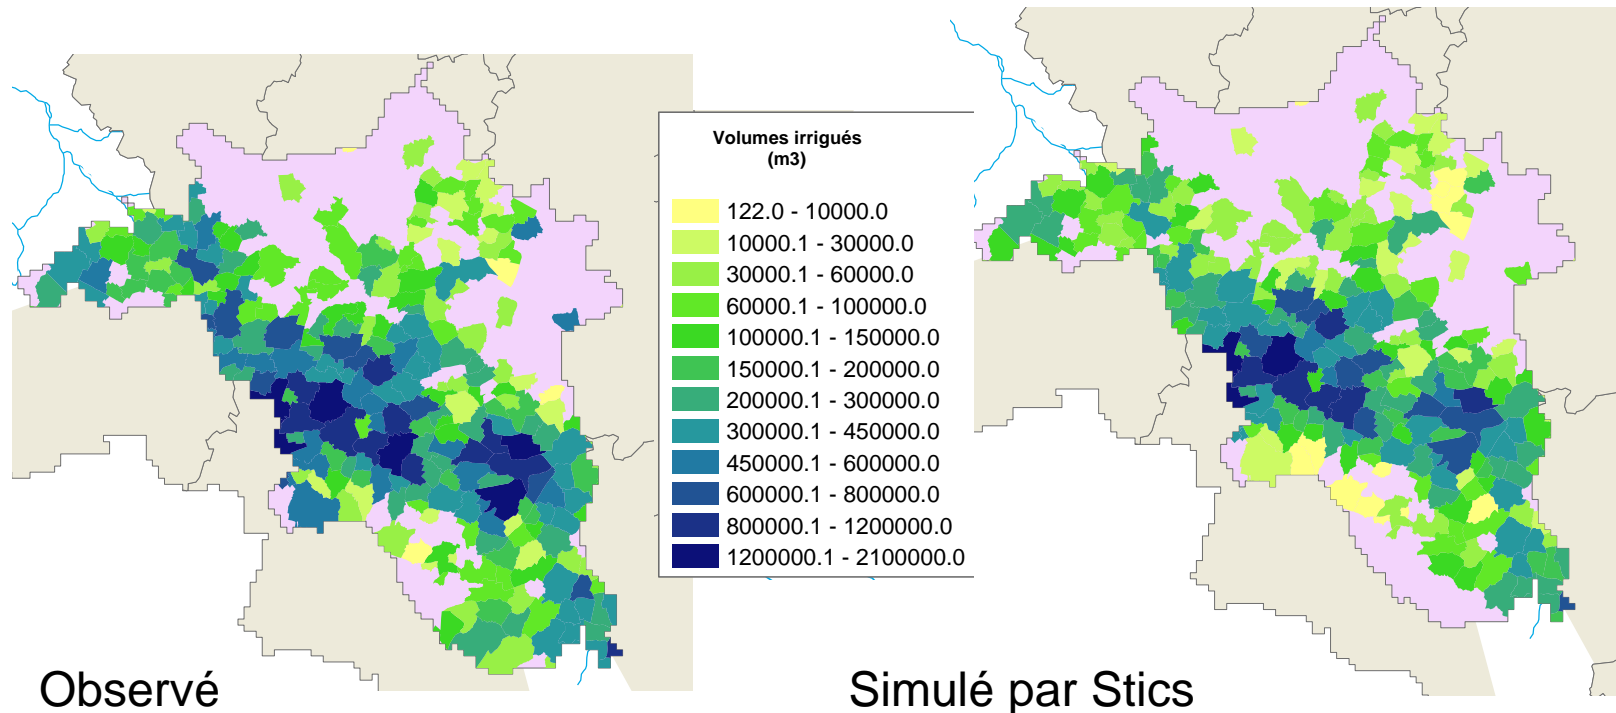 Volumes irrigués
(m3)
122.0 - 10000.0
10000.1 - 30000.0
30000.1 - 60000.0
60000.1 - 100000.0
100000.1 - 150000.0
150000.1 - 200000.0
200000.1 - 300000.0
300000.1 - 450000.0
450000.1 - 600000.0
600000.1 - 800000.0
800000.1 - 1200000.0
1200000.1 - 2100000.0
Observé
Simulé par Stics